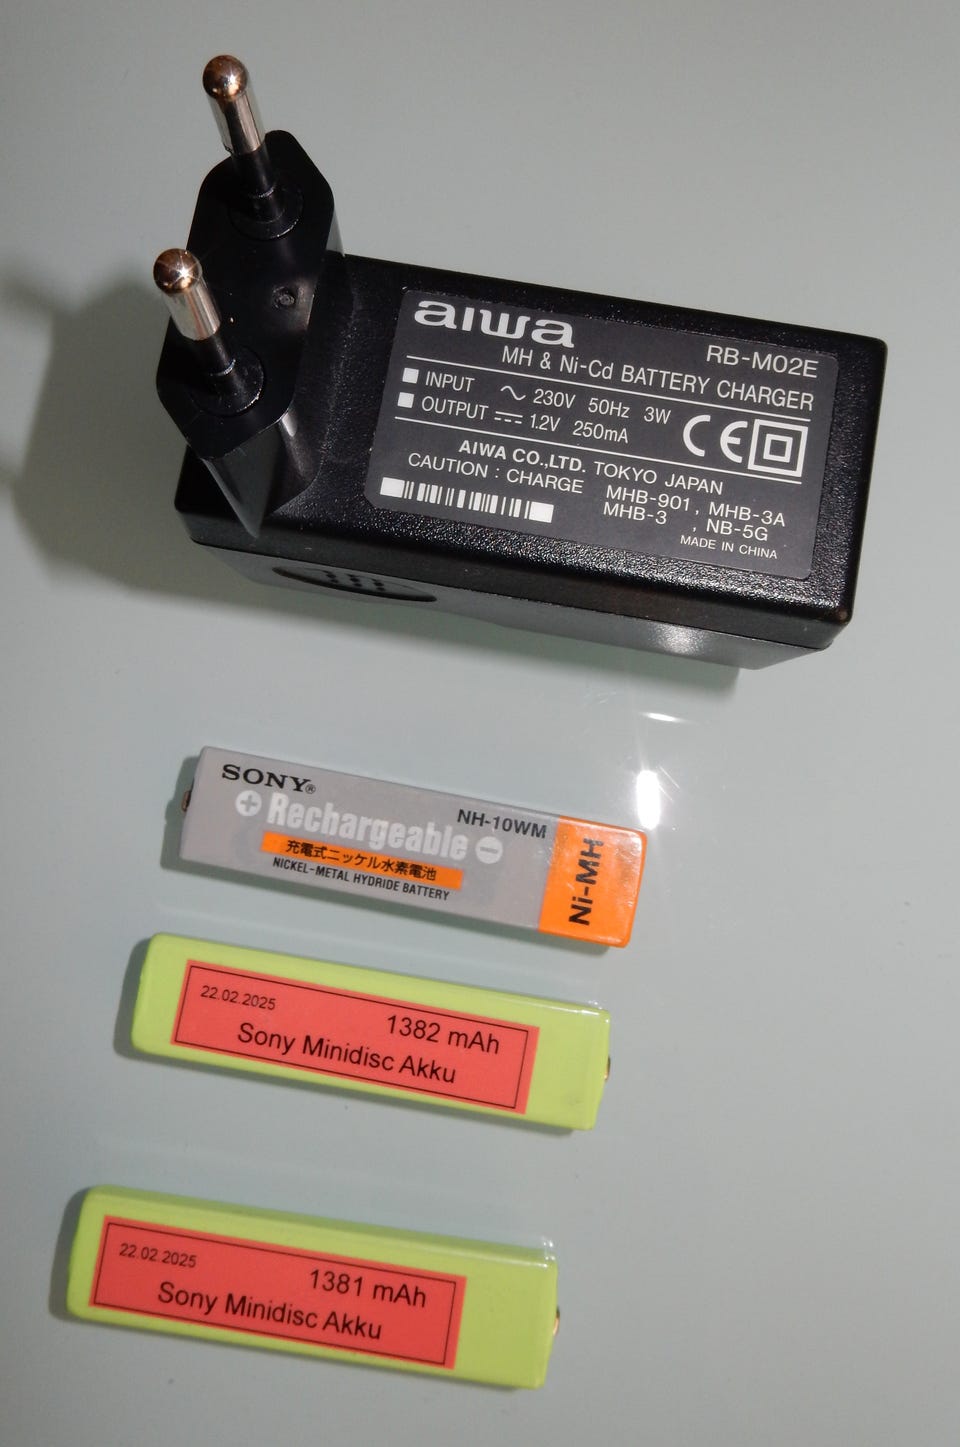 aiwa
RB-M02E
MH & Ni-Cd BATTERY CHARGER
INPUT ~ 230V 50Hz 3W
OUTPUT ⎓ 1.2V 250mA
CE
AIWA CO.,LTD. TOKYO JAPAN
CAUTION : CHARGE MHB-901, MHB-3A
MHB-3 , NB-5G
MADE IN CHINA
SONY®
+ Rechargeable −
NH-10WM
充電式ニッケル水素電池
NICKEL-METAL HYDRIDE BATTERY
Ni-MH
22.02.2025
1382 mAh
Sony Minidisc Akku
22.02.2025
1381 mAh
Sony Minidisc Akku